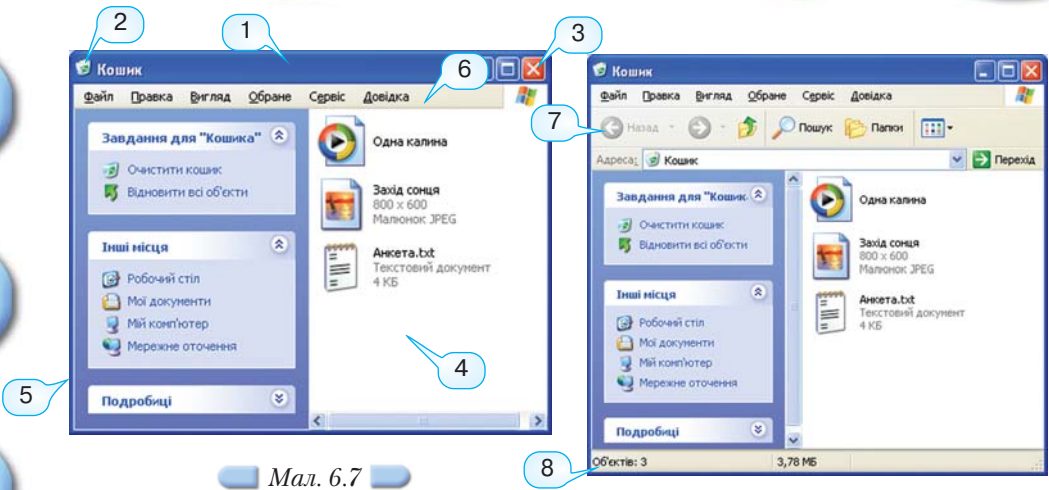 2
1
3
Кошик
6
Файл Правка Вигляд Обране Сервіс Довідка
Завдання для "Кошика"
Очистити кошик
Відновити всі об'єкти
Інші місця
Робочий стіл
Мої документи
Мій комп'ютер
Мережне оточення
Подробиці
Одна калина
Захід сонця
800 x 600
Малюнок JPEG
Анкета.txt
Текстовий документ
4 КБ
4
5
Мал. 6.7
Кошик
Файл Правка Вигляд Обране Сервіс Довідка
7
Назад Пошук Папки
Адреса: Кошик Перехід
Завдання для "Кошик
Очистити кошик
Відновити всі об'єкти
Інші місця
Робочий стіл
Мої документи
Мій комп'ютер
Мережне оточення
Подробиці
Одна калина
Захід сонця
800 x 600
Малюнок JPEG
Анкета.txt
Текстовий документ
4 КБ
8
Об'єктів: 3 3,78 МБ